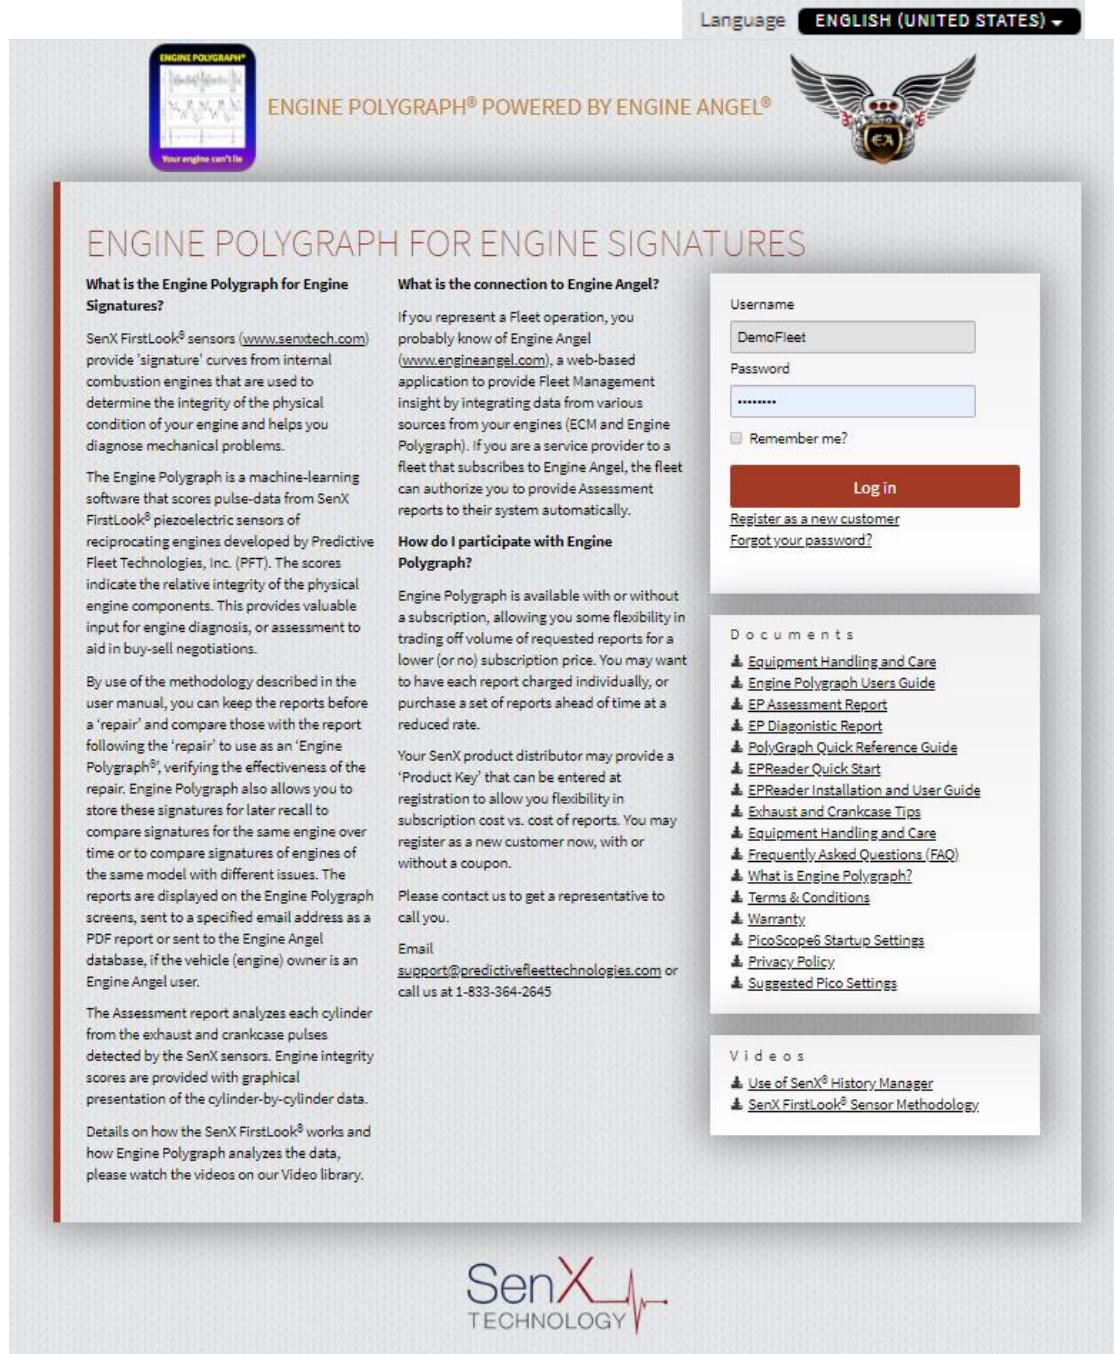 Language ENGLISH (UNITED STATES)
ENGINE POLYGRAPH®
Your engine can't lie
ENGINE POLYGRAPH® POWERED BY ENGINE ANGEL®
EA
ENGINE POLYGRAPH FOR ENGINE SIGNATURES
What is the Engine Polygraph for Engine
Signatures?
SenX FirstLook® sensors (www.senxtech.com)
provide 'signature' curves from internal
combustion engines that are used to
determine the integrity of the physical
condition of your engine and helps you
diagnose mechanical problems.
The Engine Polygraph is a machine-learning
software that scores pulse-data from SenX
FirstLook® piezoelectric sensors of
reciprocating engines developed by Predictive
Fleet Technologies, Inc. (PFT). The scores
indicate the relative integrity of the physical
engine components. This provides valuable
input for engine diagnosis, or assessment to
aid in buy-sell negotiations.
By use of the methodology described in the
user manual, you can keep the reports before
a 'repair' and compare those with the report
following the 'repair' to use as an 'Engine
Polygraph®', verifying the effectiveness of the
repair. Engine Polygraph also allows you to
store these signatures for later recall to
compare signatures for the same engine over
time or to compare signatures of engines of
the same model with different issues. The
reports are displayed on the Engine Polygraph
screens, sent to a specified email address as a
PDF report or sent to the Engine Angel
database, if the vehicle (engine) owner is an
Engine Angel user.
The Assessment report analyzes each cylinder
from the exhaust and crankcase pulses
detected by the SenX sensors. Engine integrity
scores are provided with graphical
presentation of the cylinder-by-cylinder data.
Details on how the SenX FirstLook® works and
how Engine Polygraph analyzes the data,
please watch the videos on our Video library.
What is the connection to Engine Angel?
If you represent a Fleet operation, you
probably know of Engine Angel
(www.engineangel.com), a web-based
application to provide Fleet Management
insight by integrating data from various
sources from your engines (ECM and Engine
Polygraph). If you are a service provider to a
fleet that subscribes to Engine Angel, the fleet
can authorize you to provide Assessment
reports to their system automatically.
How do I participate with Engine
Polygraph?
Engine Polygraph is available with or without
a subscription, allowing you some flexibility in
trading off volume of requested reports for a
lower (or no) subscription price. You may want
to have each report charged individually, or
purchase a set of reports ahead of time at a
reduced rate.
Your SenX product distributor may provide a
'Product Key' that can be entered at
registration to allow you flexibility in
subscription cost vs. cost of reports. You may
register as a new customer now, with or
without a coupon.
Please contact us to get a representative to
call you.
Email
support@predictivefleettechnologies.com or
call us at 1-833-364-2645
Username
DemoFleet
Password
••••••••
Remember me?
Log in
Register as a new customer
Forgot your password?
Documents
Equipment Handling and Care
Engine Polygraph Users Guide
EP Assessment Report
EP Diagonistic Report
PolyGraph Quick Reference Guide
EPReader Quick Start
EPReader Installation and User Guide
Exhaust and Crankcase Tips
Equipment Handling and Care
Frequently Asked Questions (FAQ)
What is Engine Polygraph?
Terms & Conditions
Warranty
PicoScope6 Startup Settings
Privacy Policy
Suggested Pico Settings
Videos
Use of SenX® History Manager
SenX FirstLook® Sensor Methodology
SenX
TECHNOLOGY